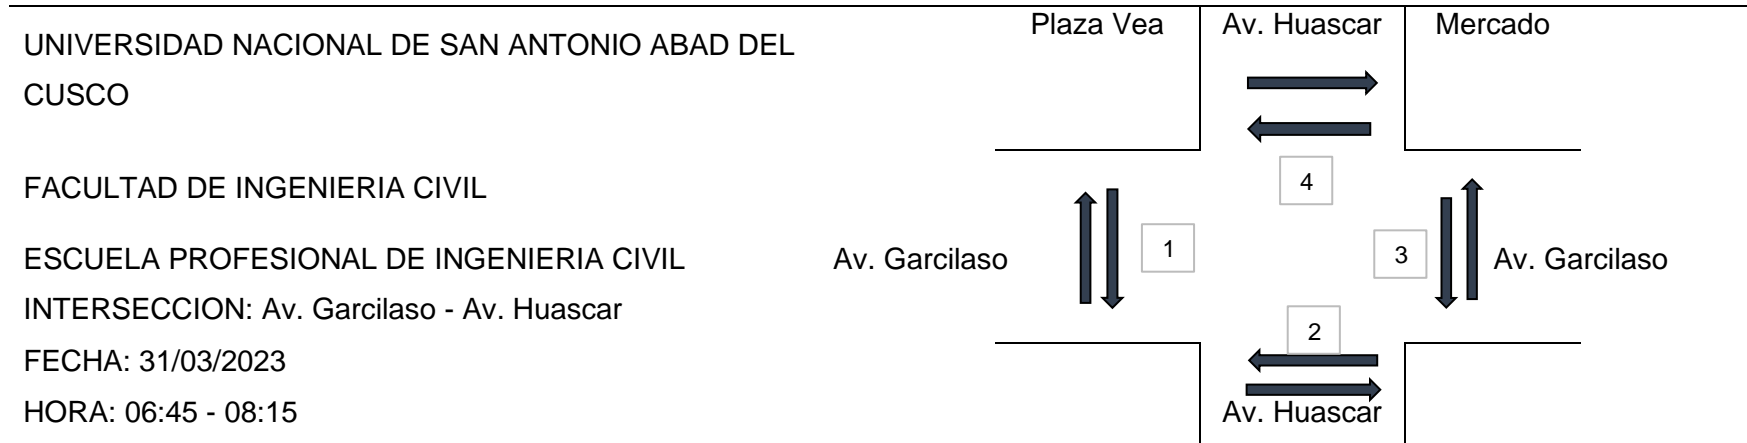 UNIVERSIDAD NACIONAL DE SAN ANTONIO ABAD DEL
CUSCO
FACULTAD DE INGENIERIA CIVIL
ESCUELA PROFESIONAL DE INGENIERIA CIVIL
INTERSECCION: Av. Garcilaso - Av. Huascar
FECHA: 31/03/2023
HORA: 06:45 - 08:15
Plaza Vea
Av. Huascar
Mercado
4
Av. Garcilaso
1
3
Av. Garcilaso
2
Av. Huascar